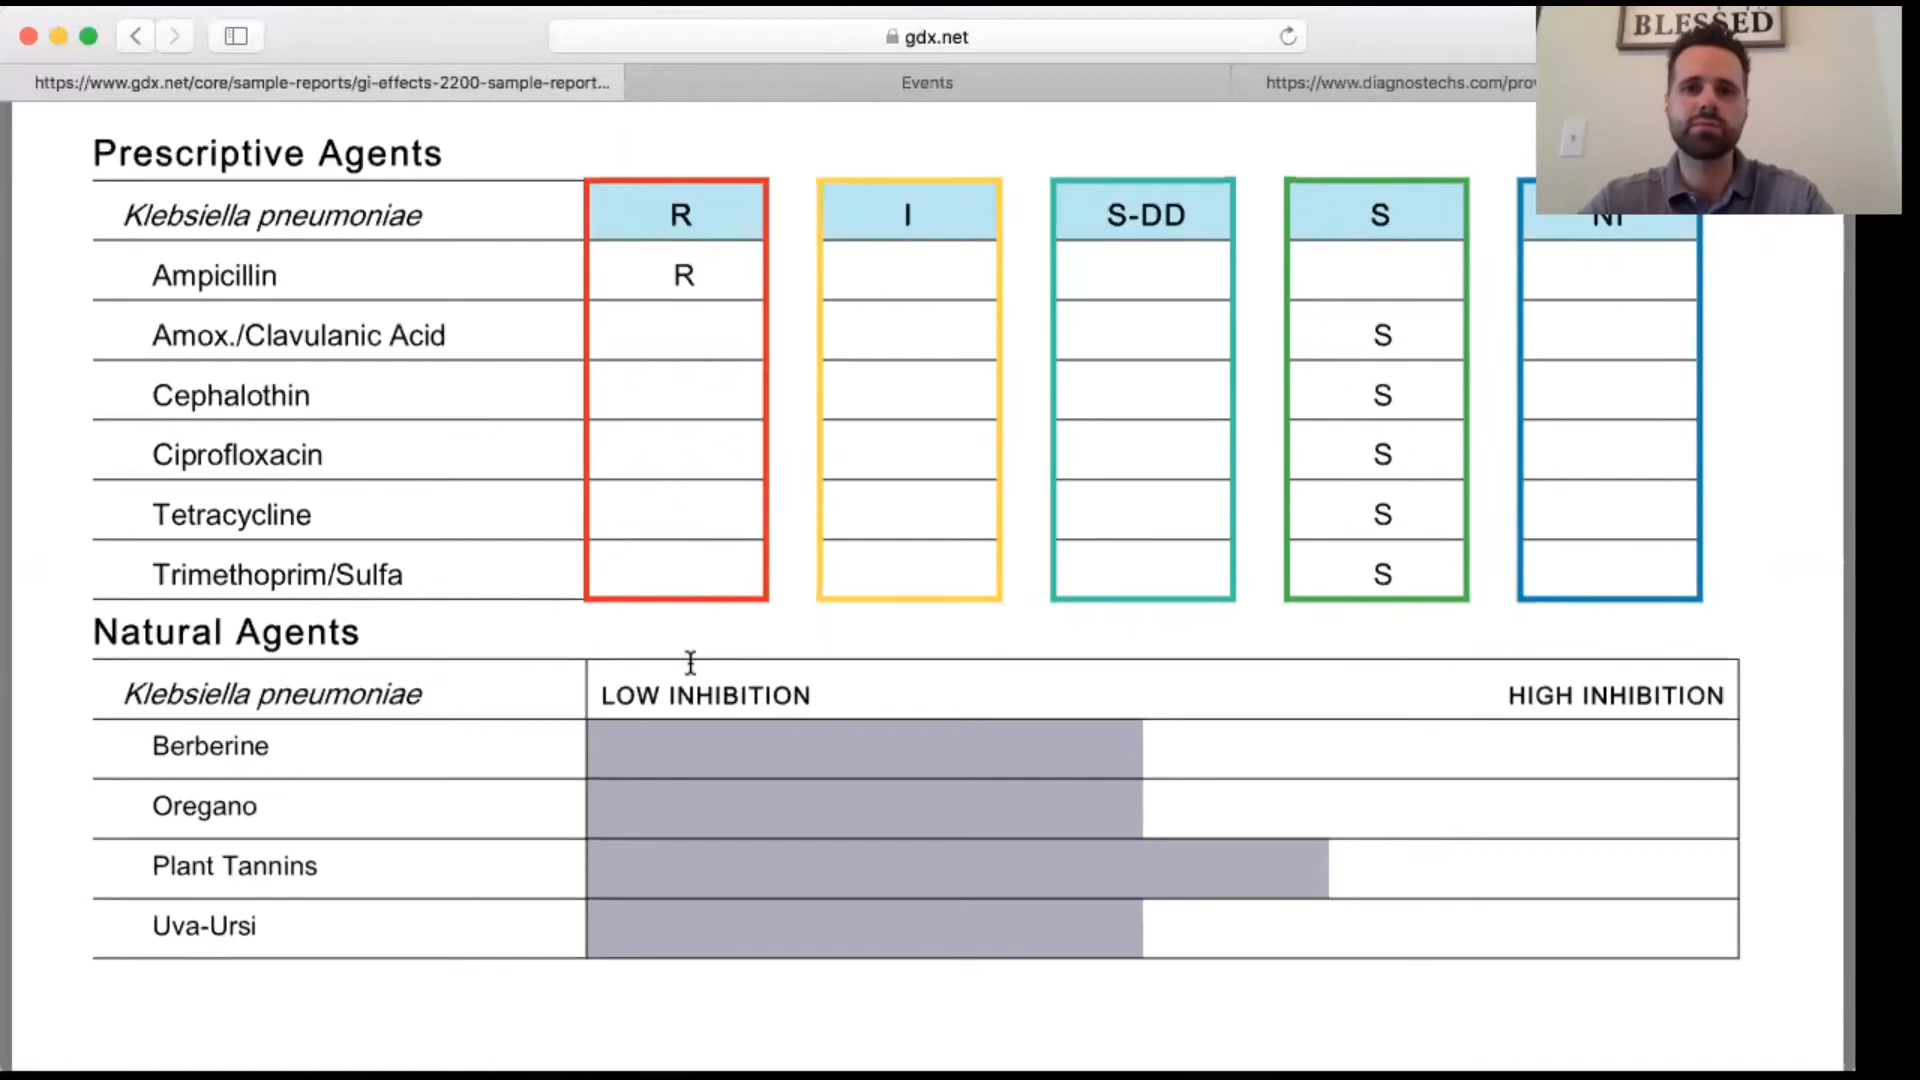 BLESSED
gdx.net
https://www.gdx.net/core/sample-reports/gi-effects-2200-sample-report...
Events
https://www.diagnostechs.com/prov
Prescriptive Agents
Klebsiella pneumoniae R I S-DD S NI
Ampicillin R
Amox./Clavulanic Acid S
Cephalothin S
Ciprofloxacin S
Tetracycline S
Trimethoprim/Sulfa S
Natural Agents
Klebsiella pneumoniae LOW INHIBITION HIGH INHIBITION
Berberine
Oregano
Plant Tannins
Uva-Ursi